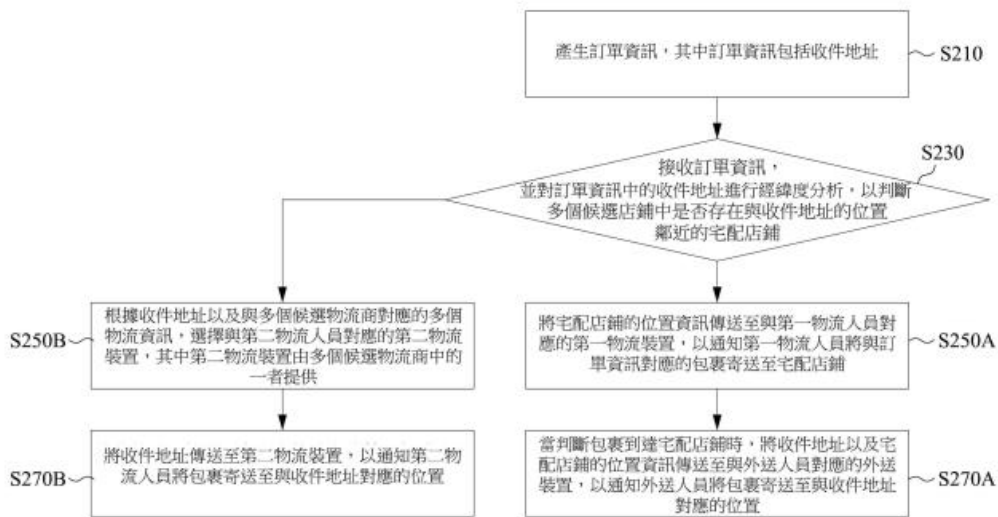 產生訂單資訊，其中訂單資訊包括收件地址
S210
接收訂單資訊，
並對訂單資訊中的收件地址進行經緯度分析，以判斷
多個候選店鋪中是否存在與收件地址的位置
鄰近的宅配店鋪
S230
根據收件地址以及與多個候選物流商對應的多個
物流資訊，選擇與第二物流人員對應的第二物流
裝置，其中第二物流裝置由多個候選物流商中的
一者提供
S250B
將宅配店鋪的位置資訊傳送至與第一物流人員對
應的第一物流裝置，以通知第一物流人員將與訂
單資訊對應的包裹寄送至宅配店鋪
S250A
將收件地址傳送至第二物流裝置，以通知第二物
流人員將包裹寄送至與收件地址對應的位置
S270B
當判斷包裹到達宅配店鋪時，將收件地址以及宅
配店鋪的位置資訊傳送至與外送人員對應的外送
裝置，以通知外送人員將包裹寄送至與收件地址
對應的位置
S270A